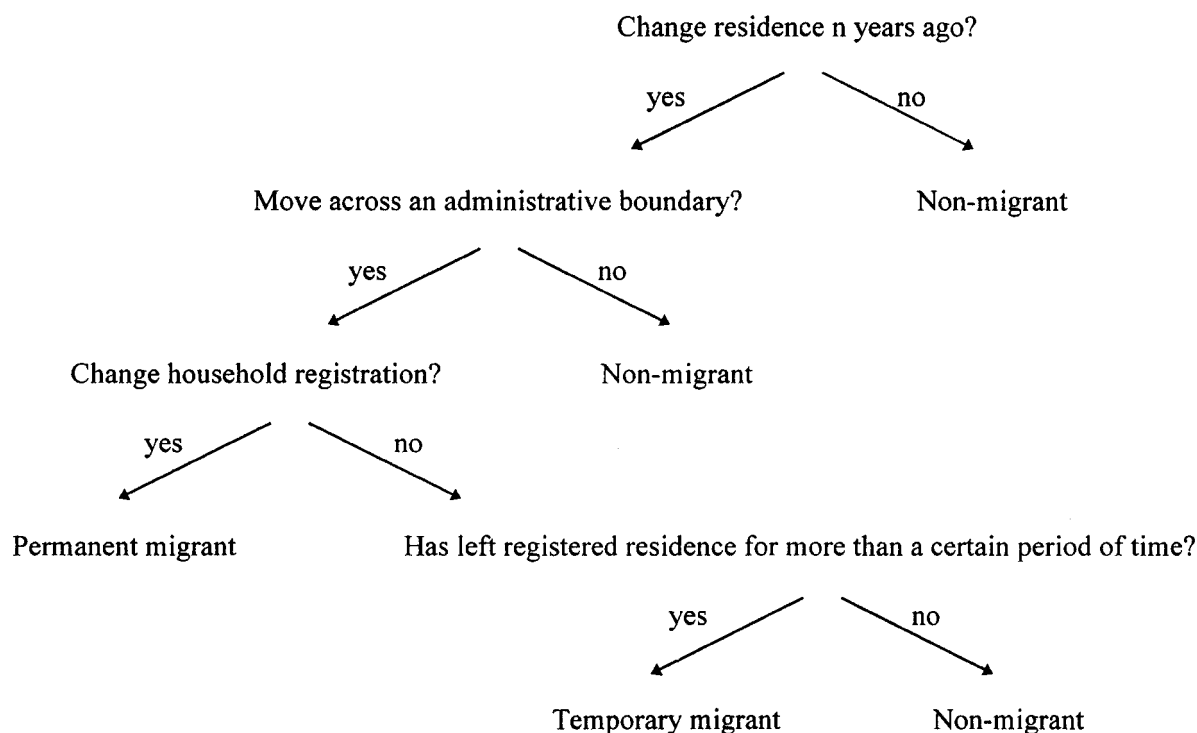 Change residence n years ago?
yes
no
Move across an administrative boundary?
Non-migrant
yes
no
Change household registration?
Non-migrant
yes
no
Permanent migrant
Has left registered residence for more than a certain period of time?
yes
no
Temporary migrant
Non-migrant